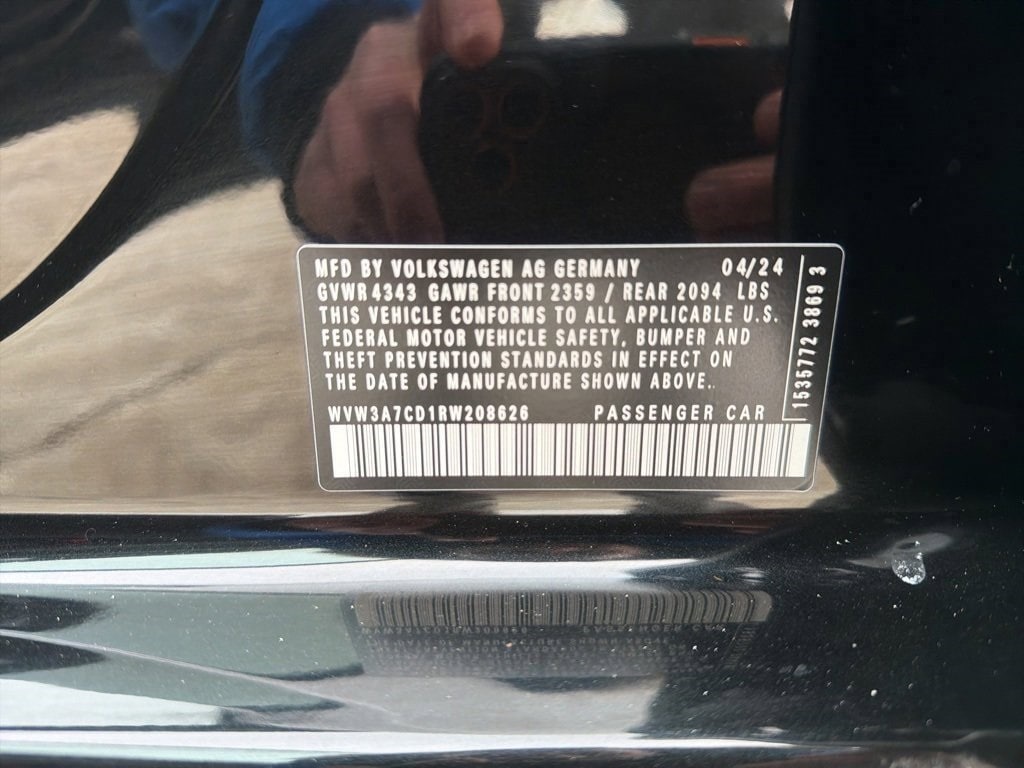 MFD BY VOLKSWAGEN AG GERMANY 04/24
GVWR 4343 GAWR FRONT 2359 / REAR 2094 LBS
THIS VEHICLE CONFORMS TO ALL APPLICABLE U.S.
FEDERAL MOTOR VEHICLE SAFETY, BUMPER AND
THEFT PREVENTION STANDARDS IN EFFECT ON
THE DATE OF MANUFACTURE SHOWN ABOVE..
WVW3A7CD1RW208626 PASSENGER CAR
1535772 3869 3